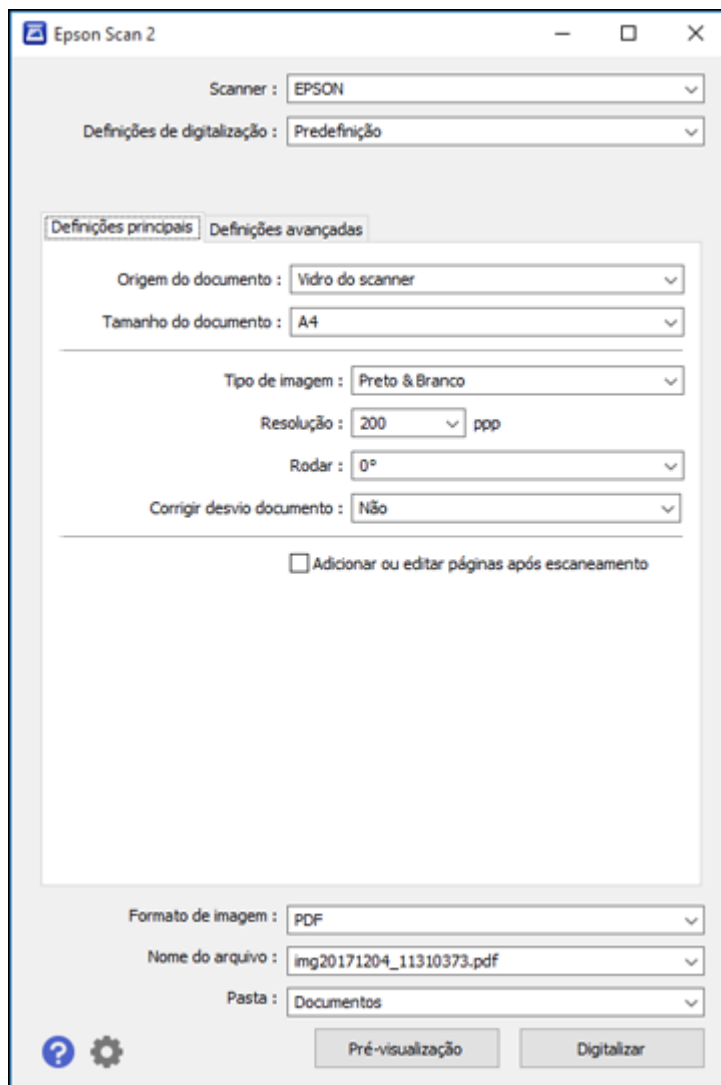 Epson Scan 2
Scanner : EPSON
Definições de digitalização : Predefinição
Definições principais Definições avançadas
Origem do documento : Vidro do scanner
Tamanho do documento : A4
Tipo de imagem : Preto & Branco
Resolução : 200 ppp
Rodar : 0°
Corrigir desvio documento : Não
Adicionar ou editar páginas após escaneamento
Formato de imagem : PDF
Nome do arquivo : img20171204_11310373.pdf
Pasta : Documentos
? Pré-visualização Digitalizar